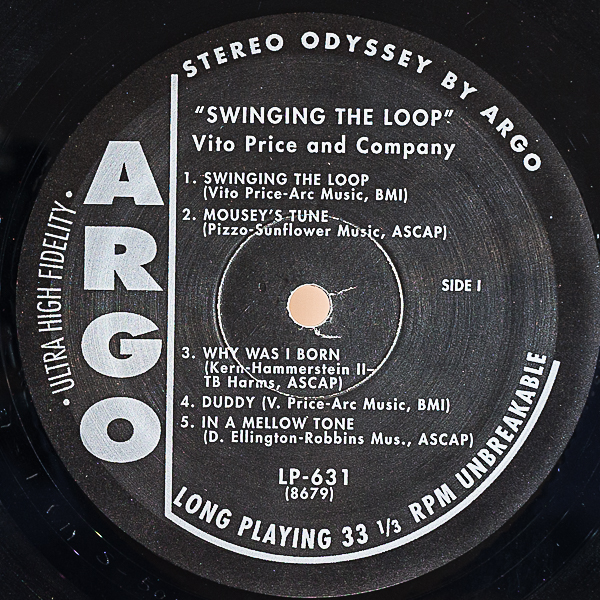 STEREO ODYSSEY BY ARGO
"SWINGING THE LOOP"
Vito Price and Company
ARGO
• ULTRA HIGH FIDELITY •
1. SWINGING THE LOOP
(Vito Price-Arc Music, BMI)
2. MOUSEY'S TUNE
(Pizzo-Sunflower Music, ASCAP)
SIDE I
3. WHY WAS I BORN
(Kern-Hammerstein II-
TB Harms, ASCAP)
4. DUDDY (V. Price-Arc Music, BMI)
5. IN A MELLOW TONE
(D. Ellington-Robbins Mus., ASCAP)
LP-631
(8679)
LONG PLAYING 33 1/3 RPM UNBREAKABLE